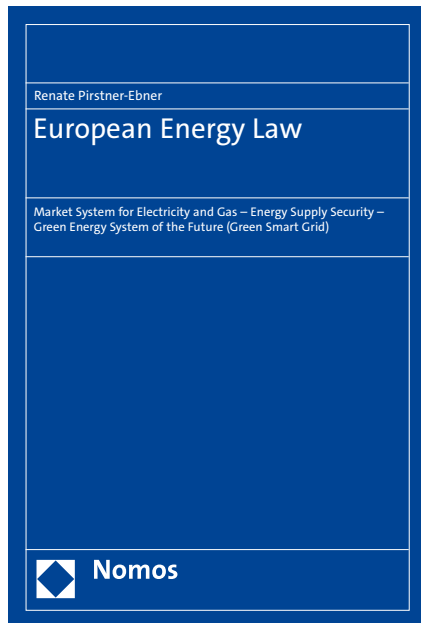 Renate Pirstner-Ebner
European Energy Law
Market System for Electricity and Gas – Energy Supply Security –
Green Energy System of the Future (Green Smart Grid)
Nomos